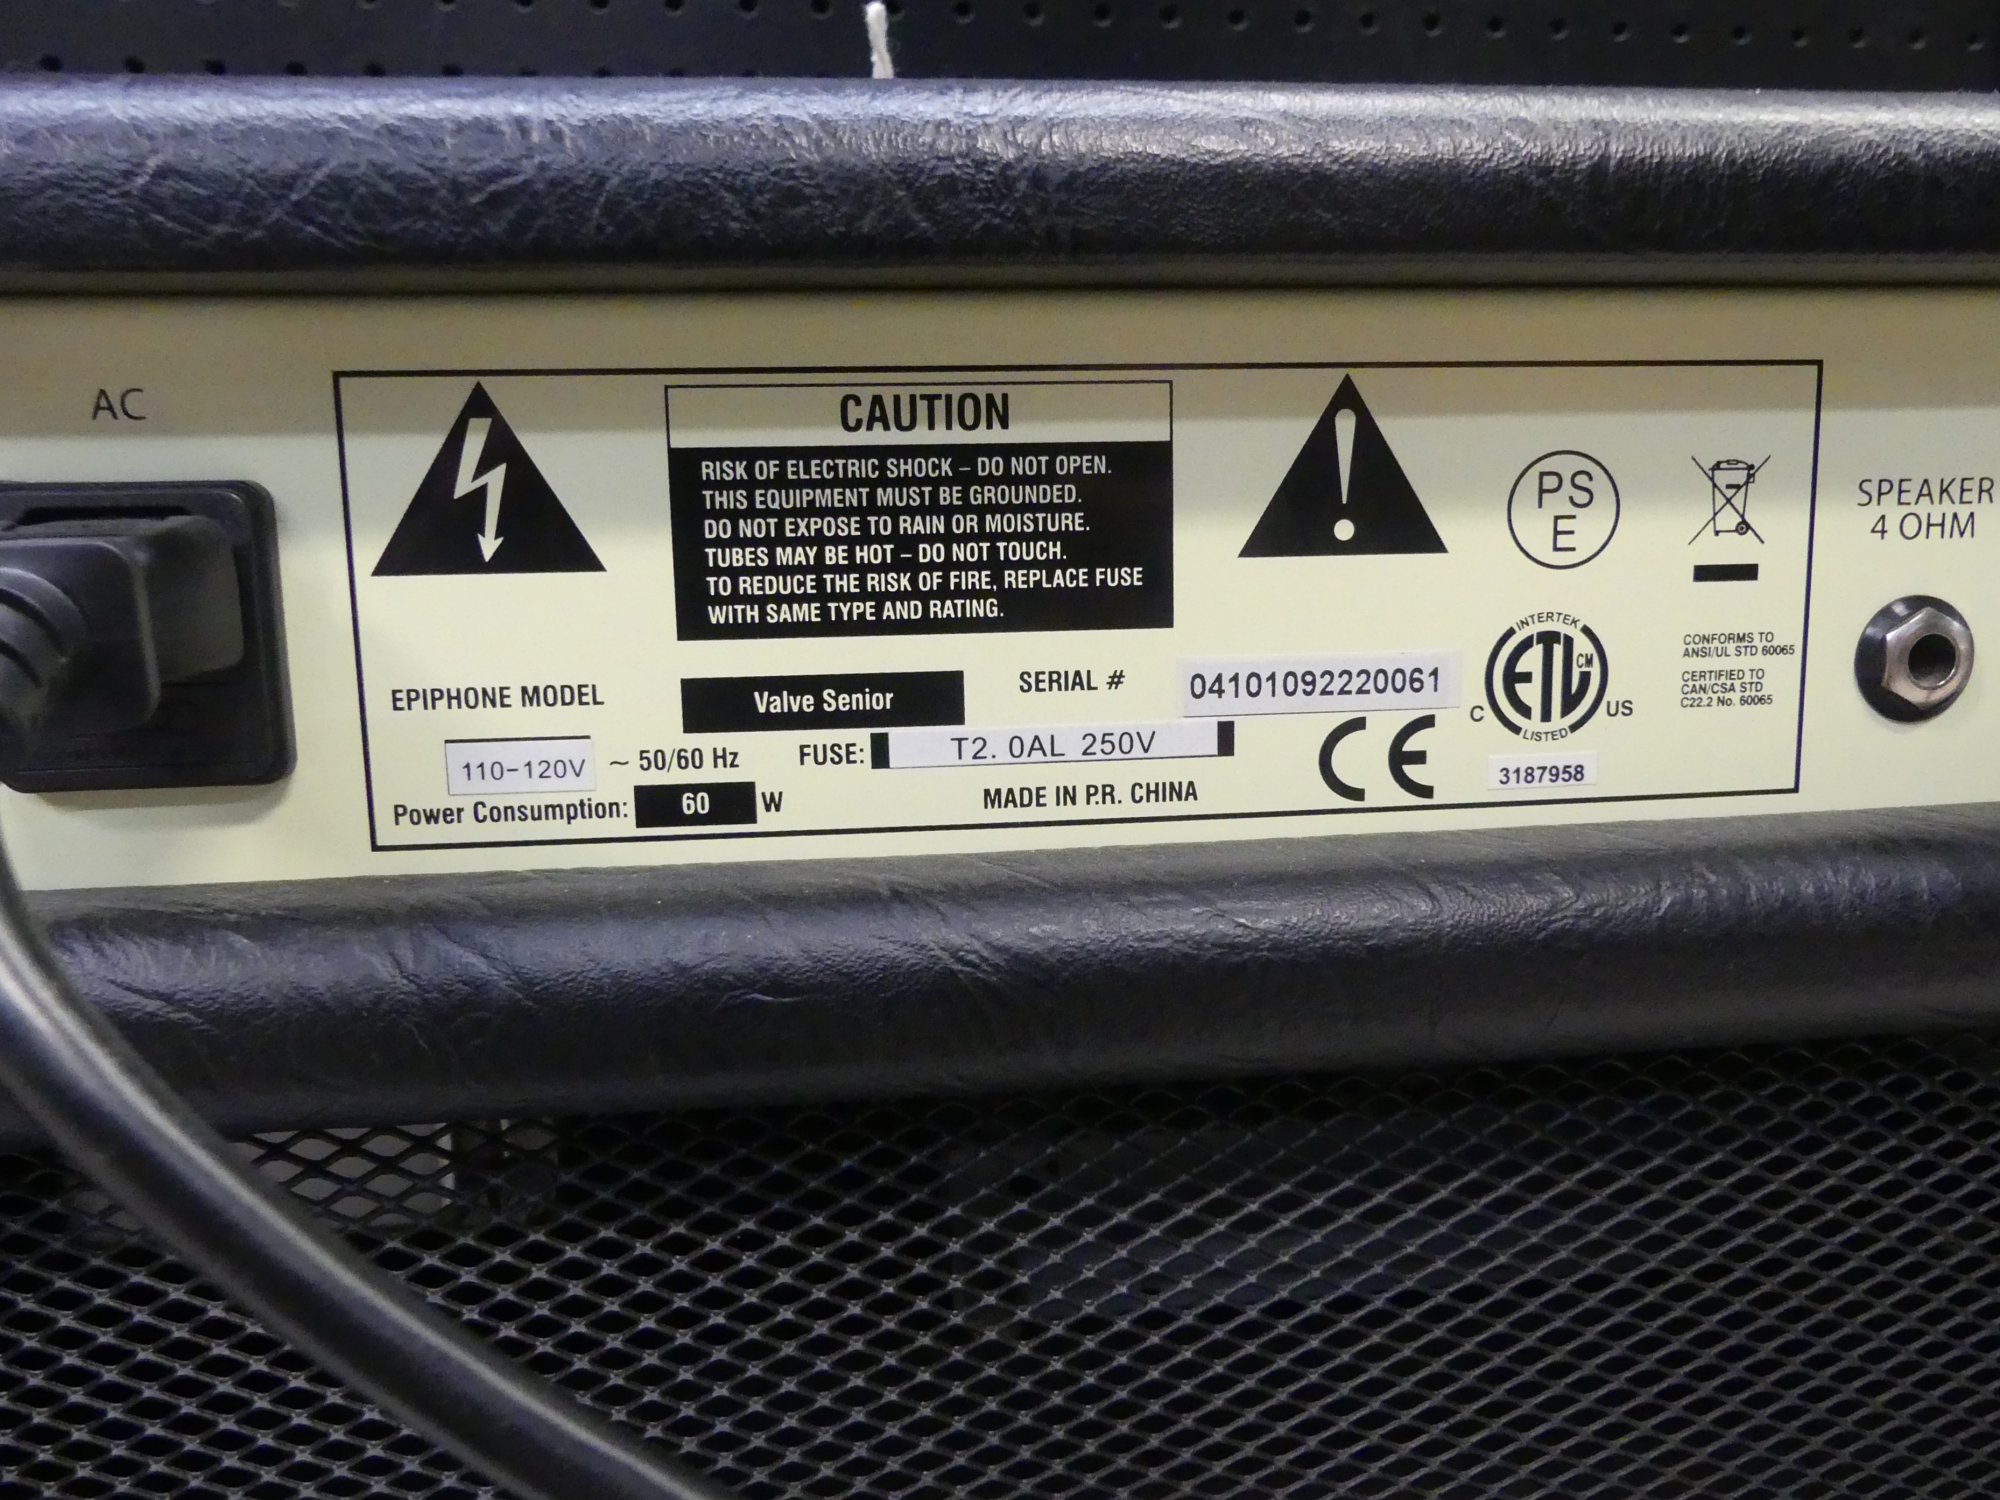 AC
CAUTION
RISK OF ELECTRIC SHOCK – DO NOT OPEN.
THIS EQUIPMENT MUST BE GROUNDED.
DO NOT EXPOSE TO RAIN OR MOISTURE.
TUBES MAY BE HOT – DO NOT TOUCH.
TO REDUCE THE RISK OF FIRE, REPLACE FUSE
WITH SAME TYPE AND RATING.
EPIPHONE MODEL Valve Senior
SERIAL # 04101092220061
110-120V ~ 50/60 Hz
FUSE: T2. 0AL 250V
Power Consumption: 60 W
MADE IN P.R. CHINA
CE
PS
E
INTERTEK
ETL CM
C US
LISTED
3187958
CONFORMS TO
ANSI/UL STD 60065
CERTIFIED TO
CAN/CSA STD
C22.2 No. 60065
SPEAKER
4 OHM